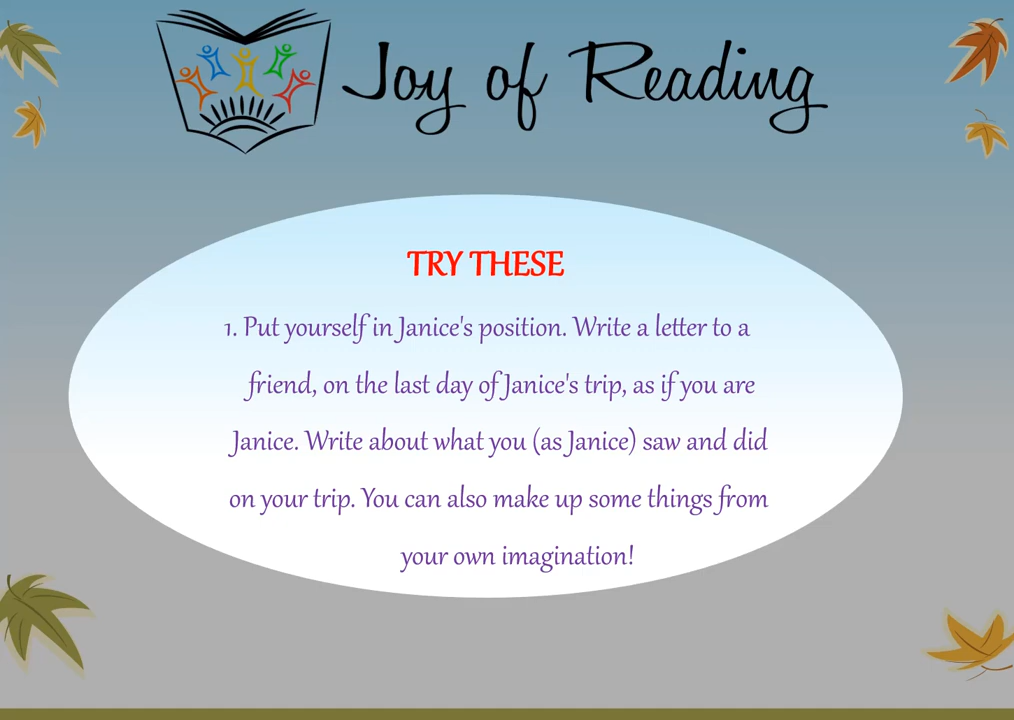 Joy of Reading
TRY THESE
1. Put yourself in Janice's position. Write a letter to a
friend, on the last day of Janice's trip, as if you are
Janice. Write about what you (as Janice) saw and did
on your trip. You can also make up some things from
your own imagination!